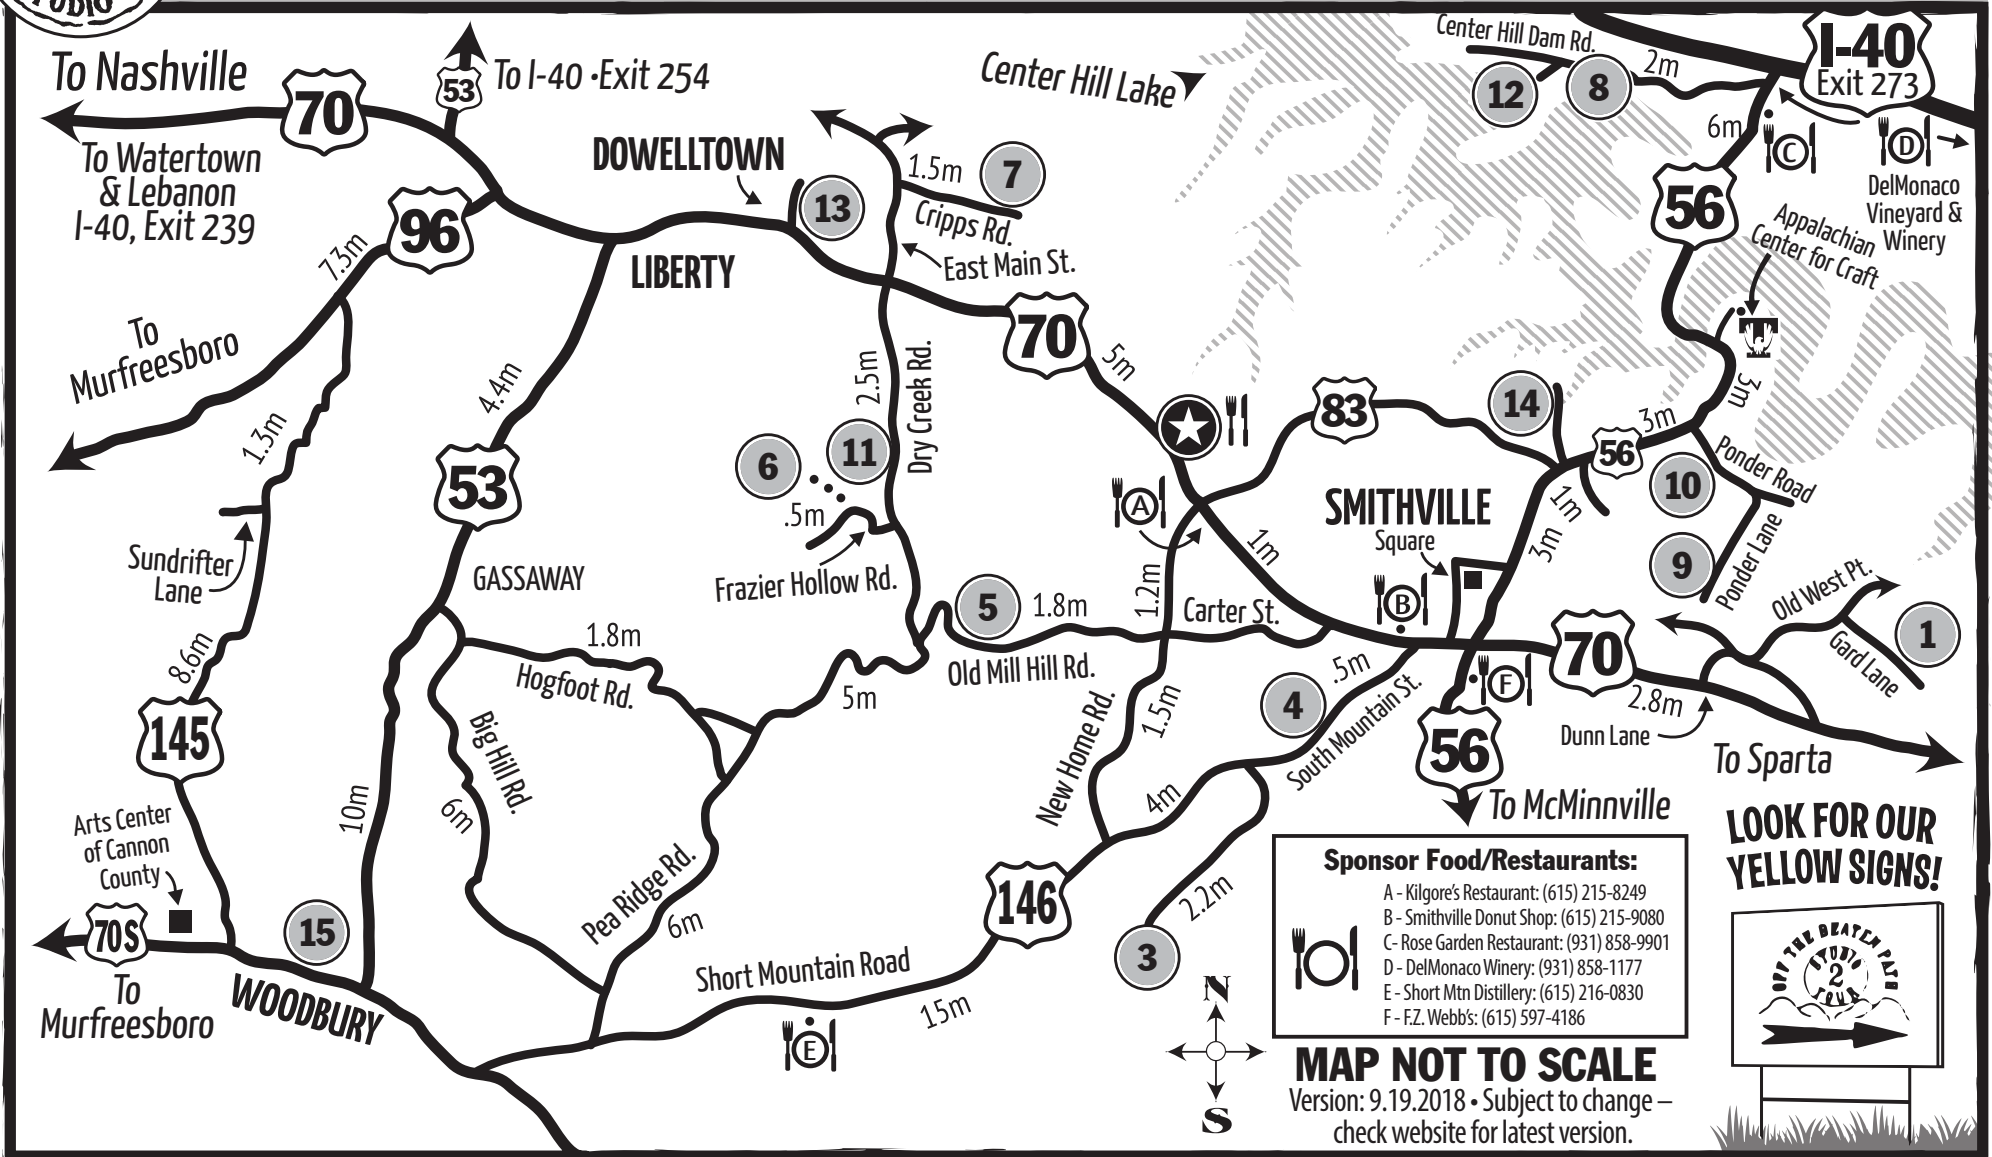 TUDIO
To Nashville
70
53
To I-40 • Exit 254
Center Hill Lake
Center Hill Dam Rd.
12
8
2m
I-40
Exit 273
6m
C
D
DelMonaco
Vineyard &
Winery
To Watertown
& Lebanon
I-40, Exit 239
96
7.3m
DOWELLTOWN
13
1.5m
7
Cripps Rd.
East Main St.
LIBERTY
56
Appalachian
Center for Craft
3m
To
Murfreesboro
70
5m
4.4m
2.5m
Dry Creek Rd.
1.3m
53
6
11
.5m
Frazier Hollow Rd.
A
83
14
56
3m
10
Ponder Road
9
Ponder Lane
1m
3m
SMITHVILLE
Square
1m
B
Sundrifter
Lane
GASSAWAY
8.6m
145
1.8m
Hogfoot Rd.
5
1.8m
Old Mill Hill Rd.
1.2m
Carter St.
5m
Old West Pt.
Gard Lane
1
70
2.8m
Dunn Lane
To Sparta
F
56
To McMinnville
4
.5m
South Mountain St.
1.5m
New Home Rd.
4m
Big Hill Rd.
6m
10m
Arts Center
of Cannon
County
70S
To
Murfreesboro
15
WOODBURY
Pea Ridge Rd.
6m
Short Mountain Road
15m
E
146
2.2m
3
N
S
Sponsor Food/Restaurants:
A - Kilgore's Restaurant: (615) 215-8249
B - Smithville Donut Shop: (615) 215-9080
C- Rose Garden Restaurant: (931) 858-9901
D - DelMonaco Winery: (931) 858-1177
E - Short Mtn Distillery: (615) 216-0830
F - F.Z. Webb's: (615) 597-4186
MAP NOT TO SCALE
Version: 9.19.2018 • Subject to change –
check website for latest version.
LOOK FOR OUR
YELLOW SIGNS!
OFF THE BEATEN PATH
STUDIO
2
TOUR